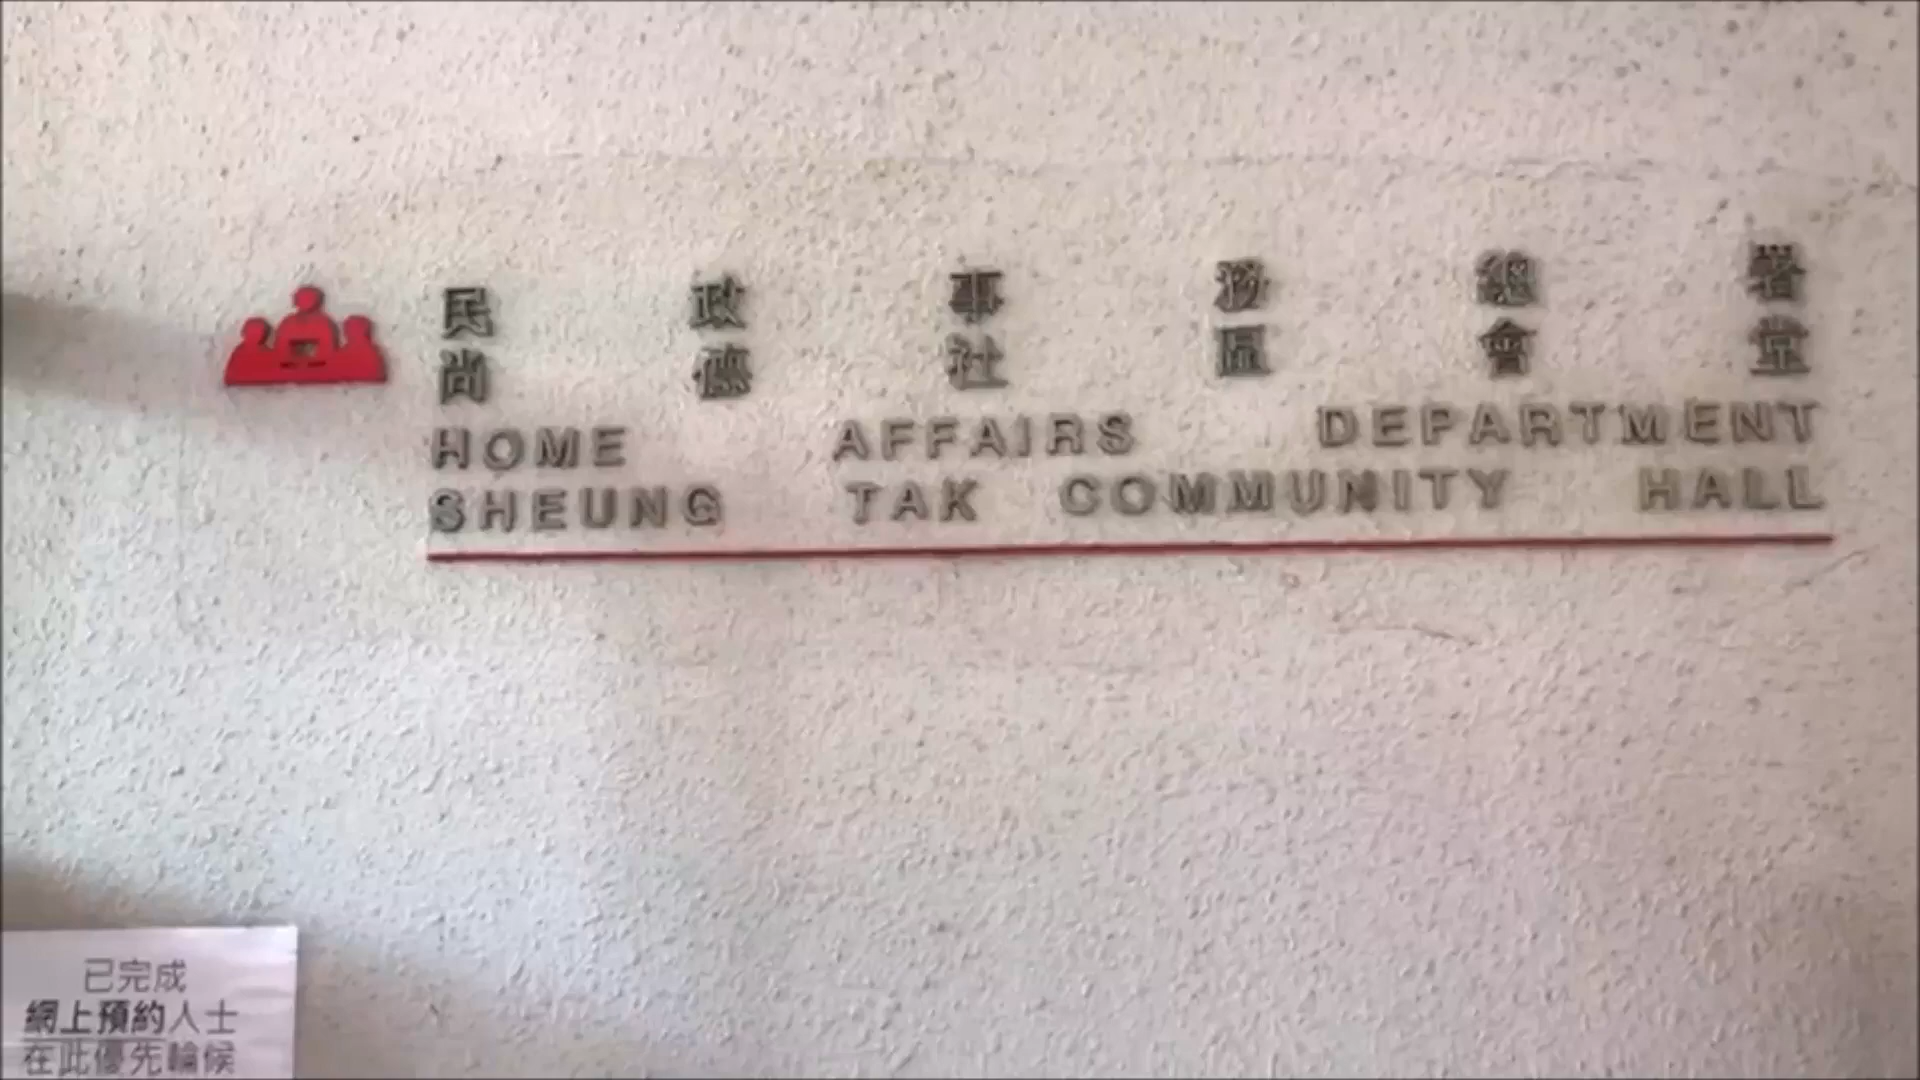 民政事務總署
尚德社區會堂
HOME AFFAIRS DEPARTMENT
SHEUNG TAK COMMUNITY HALL
已完成
網上預約人士
在此優先輪候